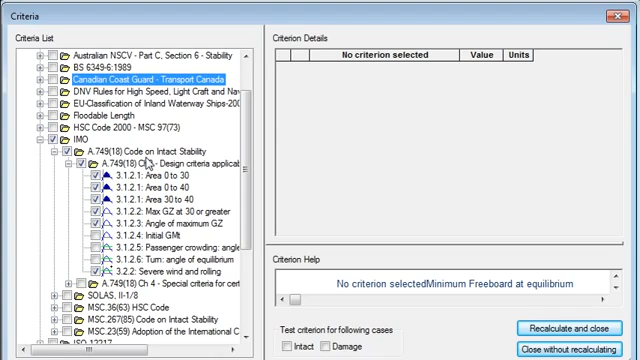 Criteria
Criteria List
Australian NSCV - Part C, Section 6 - Stability
BS 6349-6:1989
Canadian Coast Guard - Transport Canada
DNV Rules for High Speed, Light Craft and Nav
EU-Classification of Inland Waterway Ships-200
Floodable Length
HSC Code 2000 - MSC 97(73)
IMO
A.749(18) Code on Intact Stability
A.749(18) Ch - Design criteria applicab
3.1.2.1: Area 0 to 30
3.1.2.1: Area 0 to 40
3.1.2.1: Area 30 to 40
3.1.2.2: Max GZ at 30 or greater
3.1.2.3: Angle of maximum GZ
3.1.2.4: Initial GMt
3.1.2.5: Passenger crowding: angle
3.1.2.6: Turn: angle of equilibrium
3.2.2: Severe wind and rolling
A.749(18) Ch 4 - Special criteria for cert
SOLAS, II-1/8
MSC.36(63) HSC Code
MSC.267(85) Code on Intact Stability
MSC.23(59) Adoption of the International C
ISO 12217
Criterion Details
No criterion selected Value Units
Criterion Help
No criterion selectedMinimum Freeboard at equilibrium
Test criterion for following cases
Intact Damage
Recalculate and close
Close without recalculating